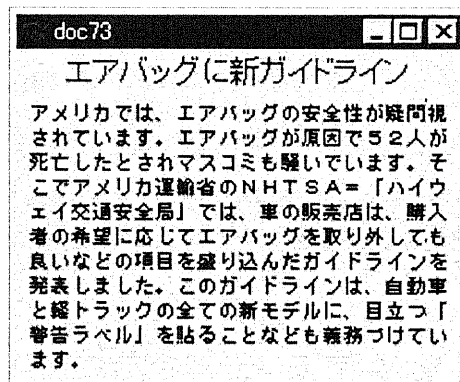 doc73
エアバッグに新ガイドライン
アメリカでは、エアバッグの安全性が疑問視
されています。エアバッグが原因で５２人が
死亡したとされマスコミも騒いでいます。そ
こでアメリカ運輸省のＮＨＴＳＡ＝「ハイウ
ェイ交通安全局」では、車の販売店は、購入
者の希望に応じてエアバッグを取り外しても
良いなどの項目を盛り込んだガイドラインを
発表しました。このガイドラインは、自動車
と軽トラックの全ての新モデルに、目立つ「
警告ラベル」を貼ることなども義務づけてい
ます。